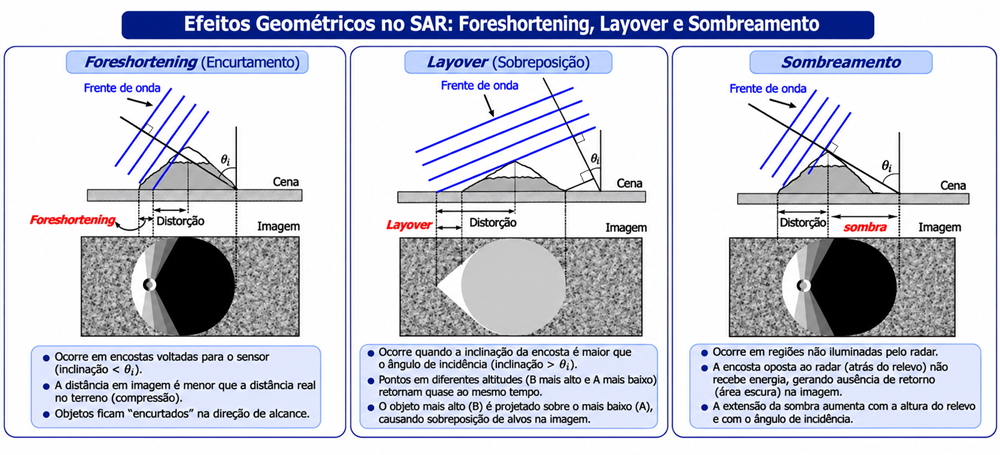 Efeitos Geométricos no SAR: Foreshortening, Layover e Sombreamento
Foreshortening (Encurtamento)
Frente de onda
θi
Cena
Foreshortening
Distorção
Imagem
Ocorre em encostas voltadas para o sensor
(inclinação < θi).
A distância em imagem é menor que a distância real
no terreno (compressão).
Objetos ficam “encurtados” na direção de alcance.
Layover (Sobreposição)
Frente de onda
θi
Cena
Distorção
Layover
Imagem
Ocorre quando a inclinação da encosta é maior que
o ângulo de incidência (inclinação > θi).
Pontos em diferentes altitudes (B mais alto e A mais baixo)
retornam quase ao mesmo tempo.
O objeto mais alto (B) é projetado sobre o mais baixo (A),
causando sobreposição de alvos na imagem.
Sombreamento
Frente de onda
θi
Cena
Distorção
sombra
Imagem
Ocorre em regiões não iluminadas pelo radar.
A encosta oposta ao radar (atrás do relevo) não
recebe energia, gerando ausência de retorno
(área escura) na imagem.
A extensão da sombra aumenta com a altura do relevo
e com o ângulo de incidência.